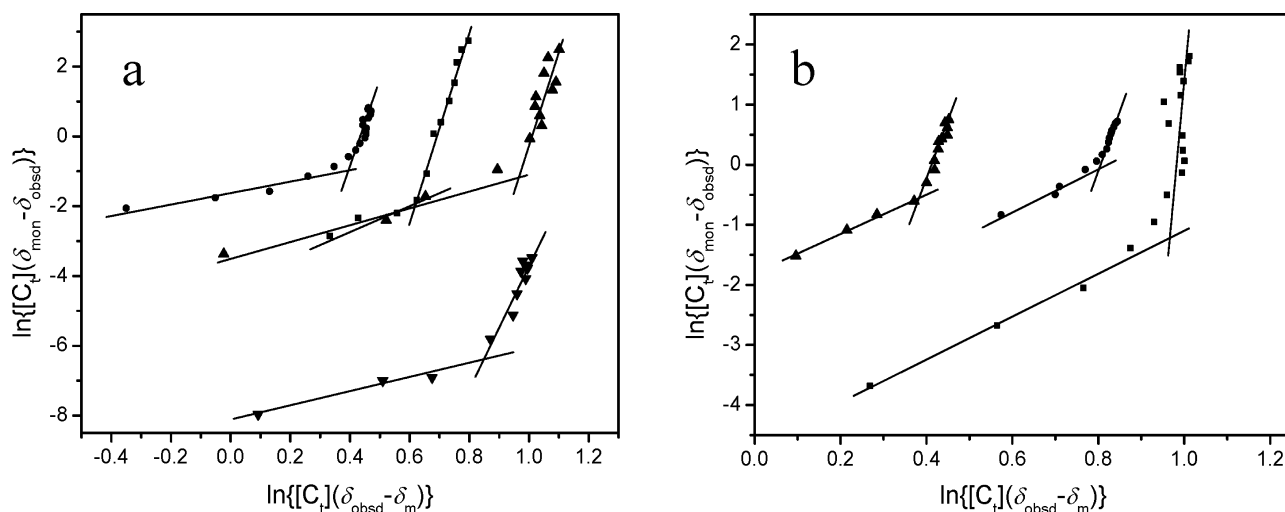 a
ln{[Cₜ](δmon-δobsd)}
2
0
-2
-4
-6
-8
-0.4 -0.2 0.0 0.2 0.4 0.6 0.8 1.0 1.2
ln{[Cₜ](δobsd-δm)}
b
ln{[Cₜ](δmon-δobsd)}
2
1
0
-1
-2
-3
-4
0.0 0.2 0.4 0.6 0.8 1.0 1.2
ln{[Cₜ](δobsd-δm)}